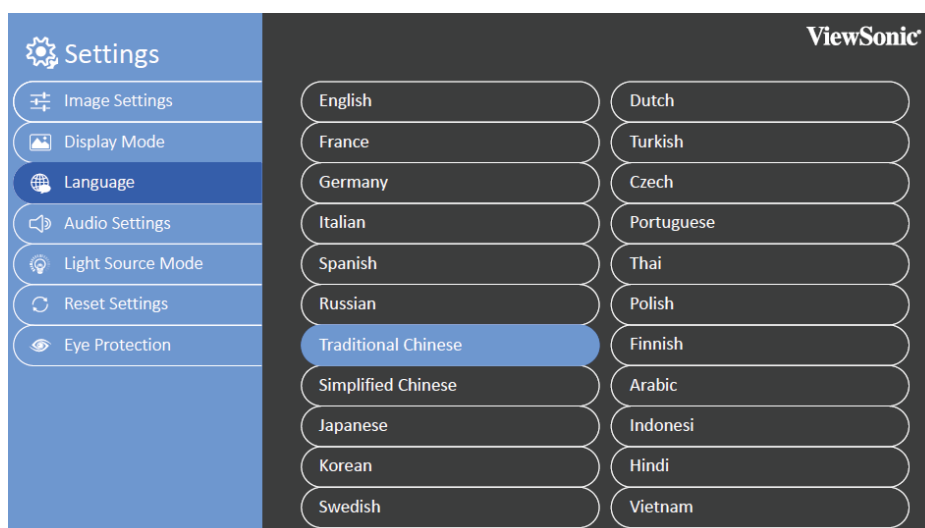 Settings
ViewSonic
Image Settings
Display Mode
Language
Audio Settings
Light Source Mode
Reset Settings
Eye Protection
English
France
Germany
Italian
Spanish
Russian
Traditional Chinese
Simplified Chinese
Japanese
Korean
Swedish
Dutch
Turkish
Czech
Portuguese
Thai
Polish
Finnish
Arabic
Indonesi
Hindi
Vietnam